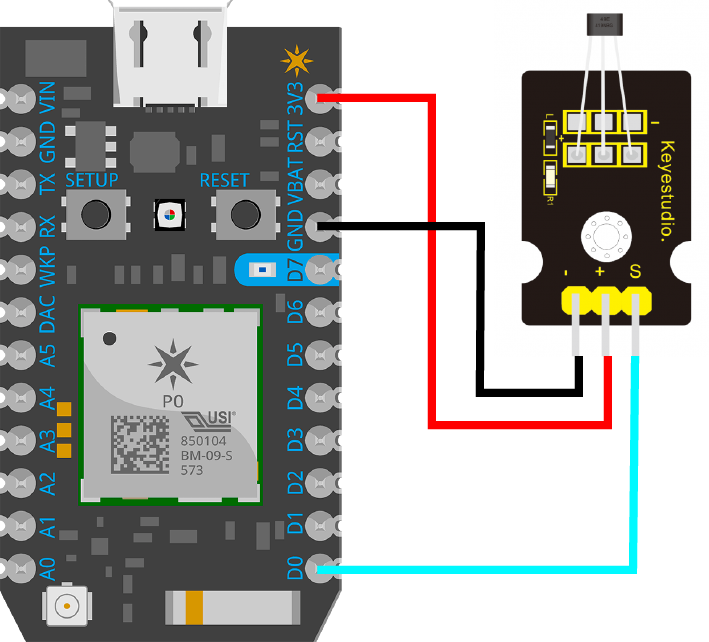 VIN
GND
TX
RX
WKP
DAC
A5
A4
A3
A2
A1
A0
SETUP
RESET
3V3
RST
VBAT
GND
D7
D6
D5
D4
D3
D2
D1
D0
P0
USI®
850104
BM-09-S
573
L
+
R1
-
Keyestudio.
- + S